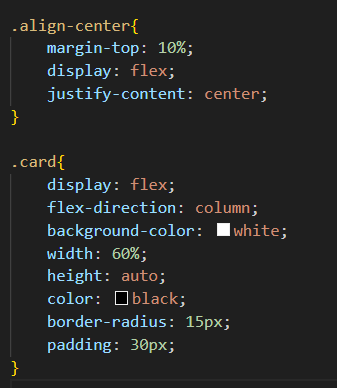 .align-center{
    margin-top: 10%;
    display: flex;
    justify-content: center;
}

.card{
    display: flex;
    flex-direction: column;
    background-color: white;
    width: 60%;
    height: auto;
    color: black;
    border-radius: 15px;
    padding: 30px;
}